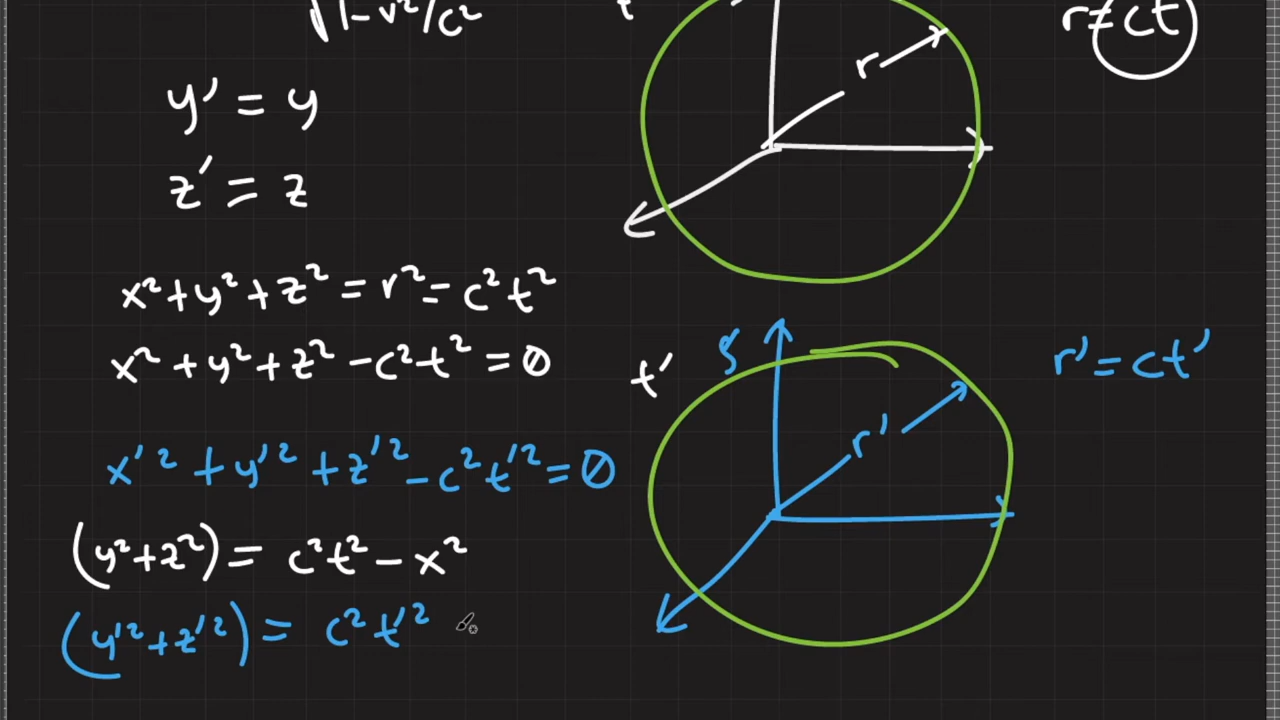 √1-v²/c²
r=ct
y' = y
z' = z
r
x²+y²+z² = r² = c²t²
x²+y²+z²-c²t² = 0
t'
r' = ct'
r'
x'²+y'²+z'²-c²t'² = 0
(y²+z²) = c²t²-x²
(y'²+z'²) = c²t'²